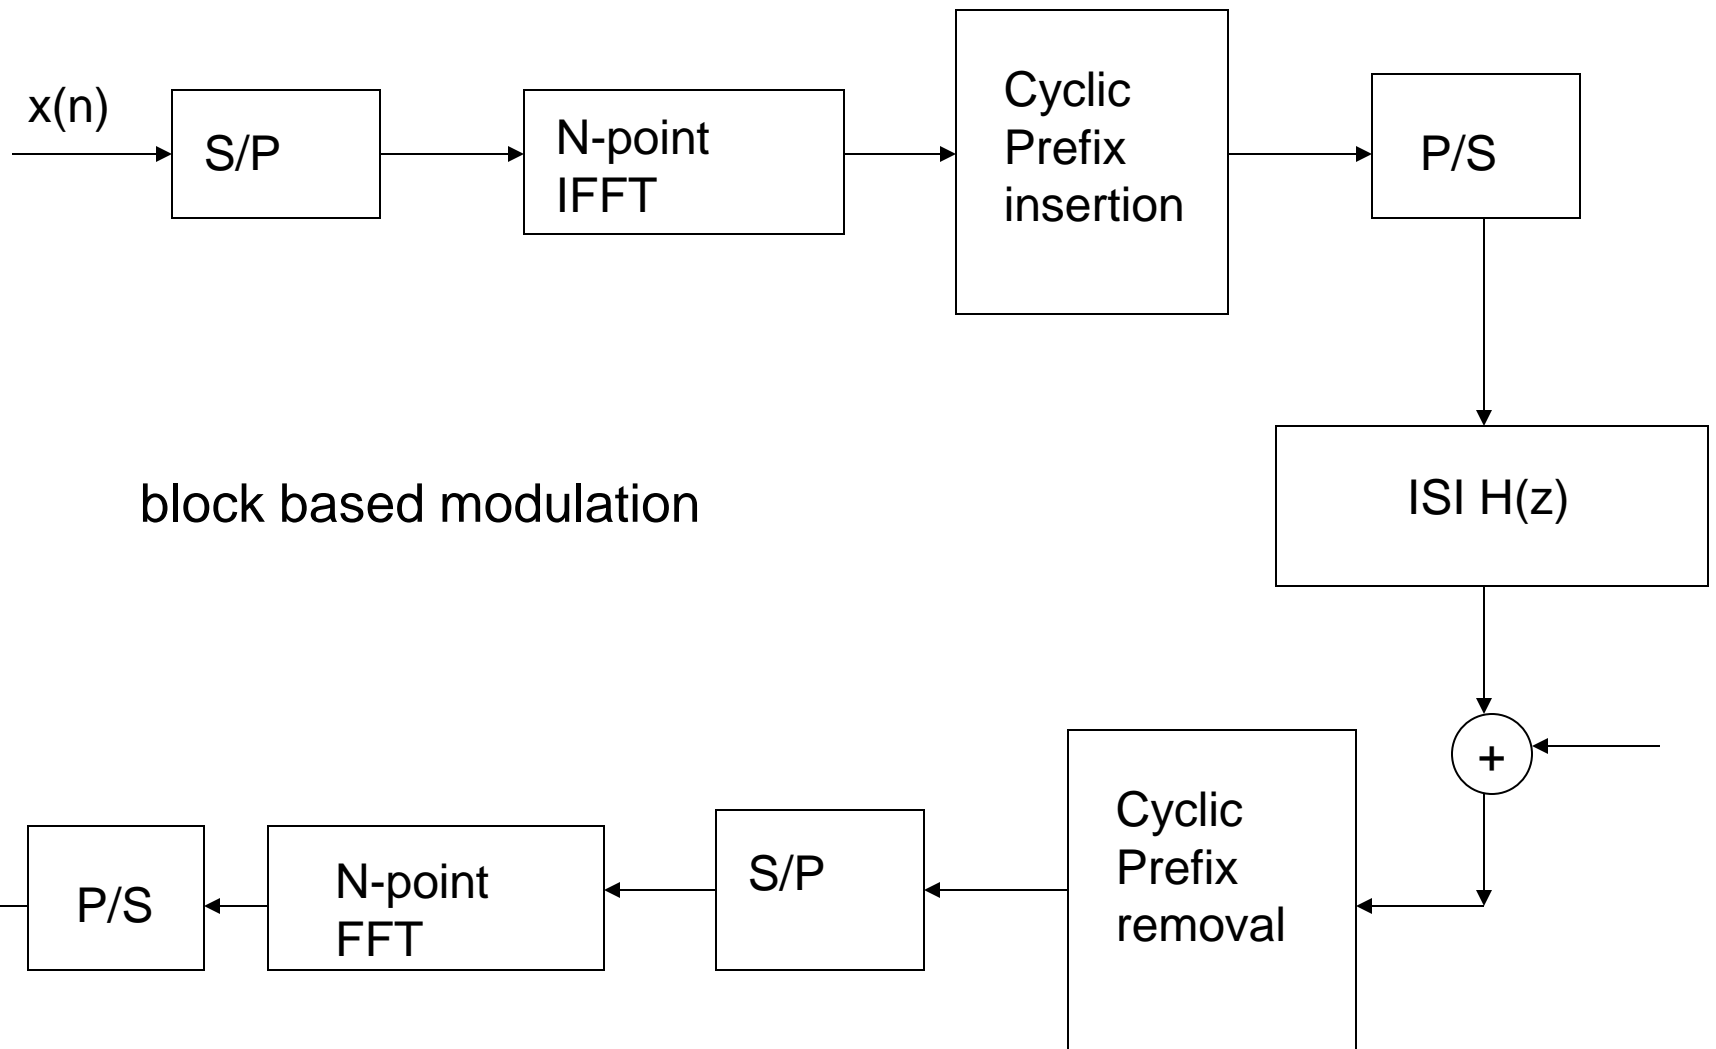 x(n)
S/P
N-point
IFFT
Cyclic
Prefix
insertion
P/S
block based modulation
ISI H(z)
+
Cyclic
Prefix
removal
S/P
N-point
FFT
P/S